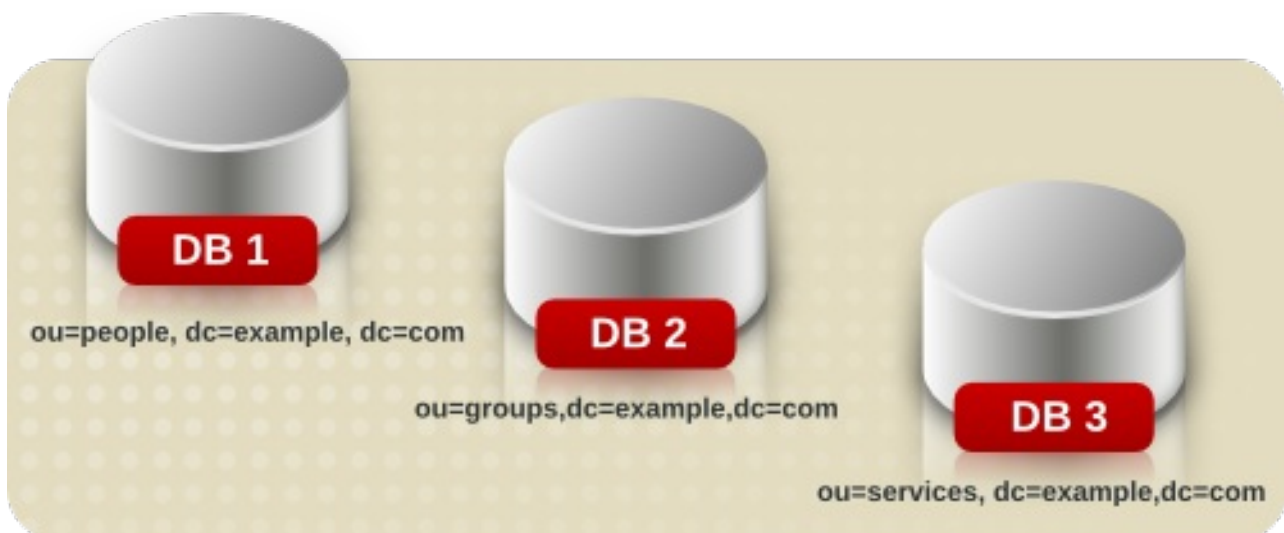 DB 1
ou=people, dc=example, dc=com
DB 2
ou=groups,dc=example,dc=com
DB 3
ou=services, dc=example,dc=com